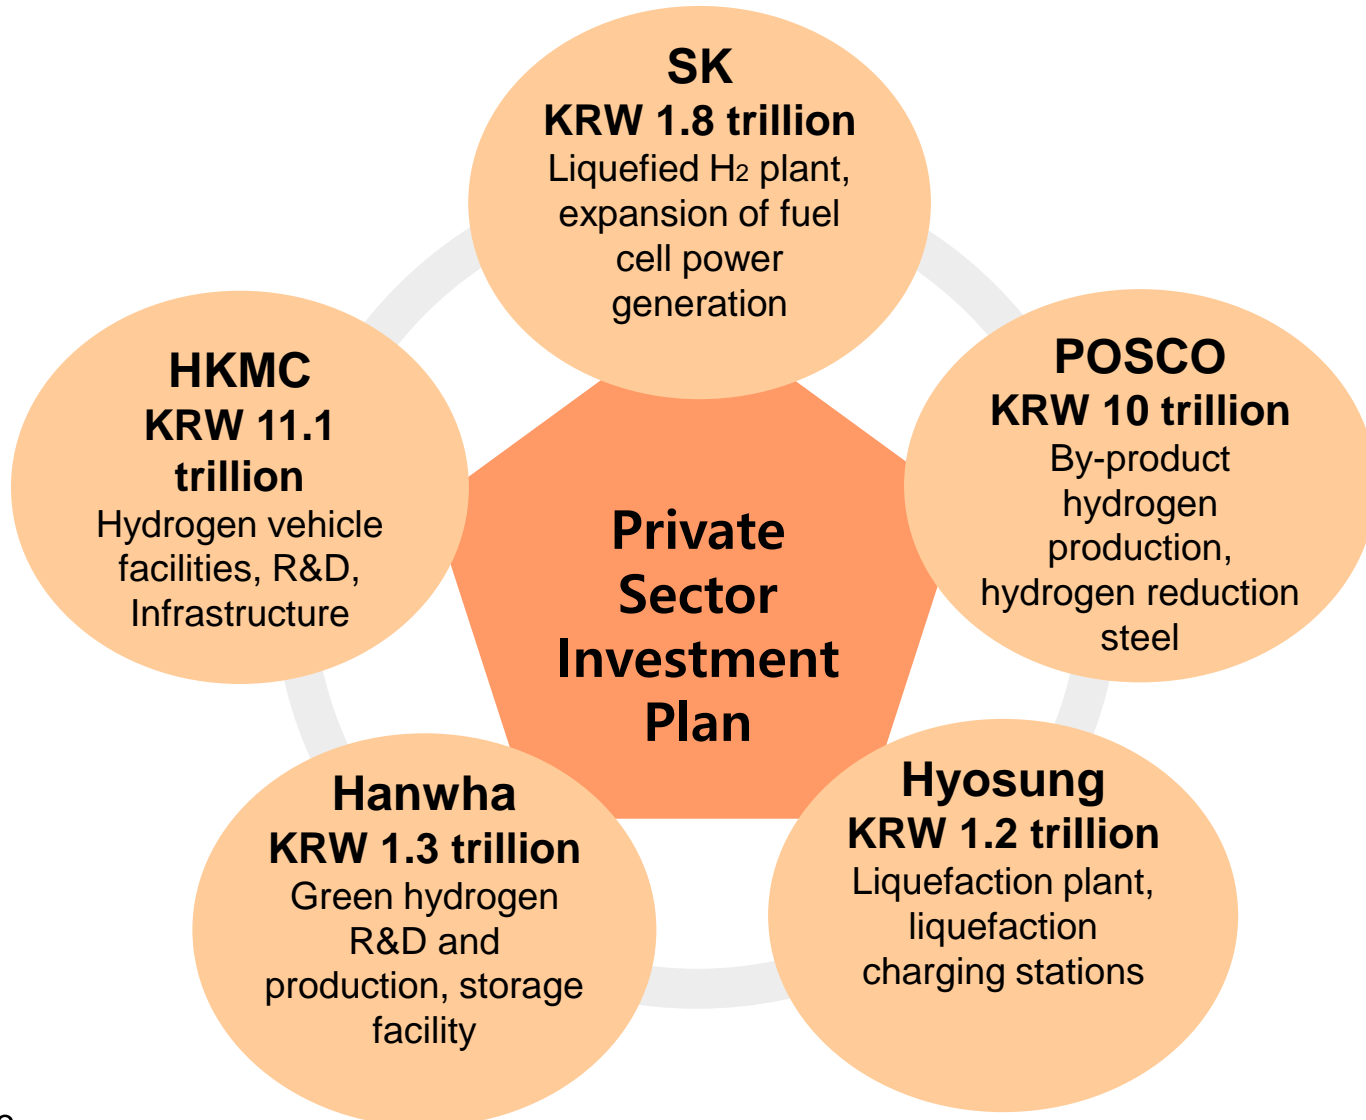 SK
KRW 1.8 trillion
Liquefied H₂ plant,
expansion of fuel
cell power
generation
POSCO
KRW 10 trillion
By-product
hydrogen
production,
hydrogen reduction
steel
HKMC
KRW 11.1
trillion
Hydrogen vehicle
facilities, R&D,
Infrastructure
Private
Sector
Investment
Plan
Hanwha
KRW 1.3 trillion
Green hydrogen
R&D and
production, storage
facility
Hyosung
KRW 1.2 trillion
Liquefaction plant,
liquefaction
charging stations